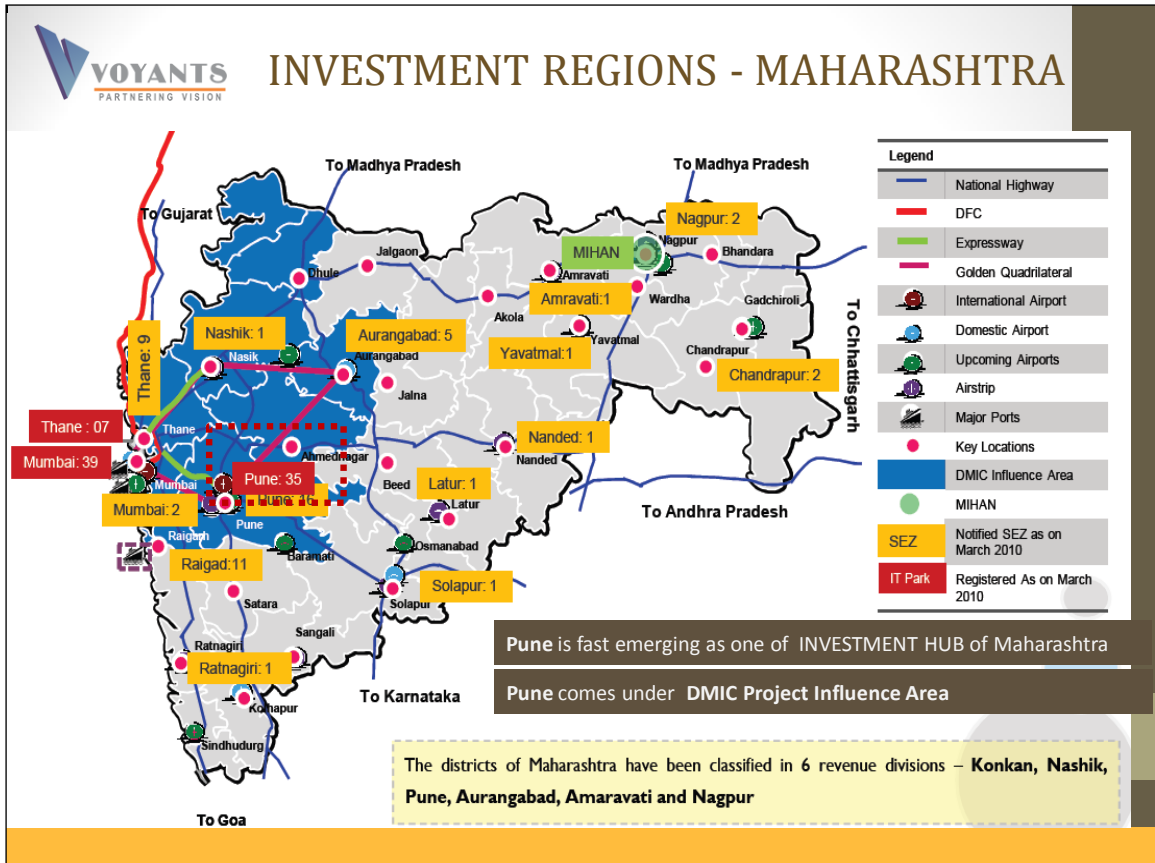 VOYANTS
PARTNERING VISION
INVESTMENT REGIONS - MAHARASHTRA
To Madhya Pradesh
To Madhya Pradesh
To Gujarat
Nagpur: 2
MIHAN
Nagpur
Bhandara
Jalgaon
Dhule
Amravati
Akola
Amravati:1
Wardha
Gadchiroli
To Chhattisgarh
Thane: 9
Nashik: 1
Nasik
Aurangabad: 5
Aurangabad
Yavatmal:1
Yavatmal
Chandrapur
Chandrapur: 2
Jalna
Thane : 07
Thane
Mumbai: 39
Mumbai
Ahmednagar
Pune: 35
Pune: 16
Beed
Nanded: 1
Nanded
Mumbai: 2
Pune
Latur: 1
Latur
To Andhra Pradesh
Raigarh
Baramati
Osmanabad
Raigad:11
Solapur: 1
Solapur
Satara
Sangali
Ratnagiri
Ratnagiri: 1
To Karnataka
Kolhapur
Sindhudurg
To Goa
Legend
National Highway
DFC
Expressway
Golden Quadrilateral
International Airport
Domestic Airport
Upcoming Airports
Airstrip
Major Ports
Key Locations
DMIC Influence Area
MIHAN
SEZ
Notified SEZ as on
March 2010
IT Park
Registered As on March
2010
Pune is fast emerging as one of INVESTMENT HUB of Maharashtra
Pune comes under DMIC Project Influence Area
The districts of Maharashtra have been classified in 6 revenue divisions – Konkan, Nashik,
Pune, Aurangabad, Amaravati and Nagpur